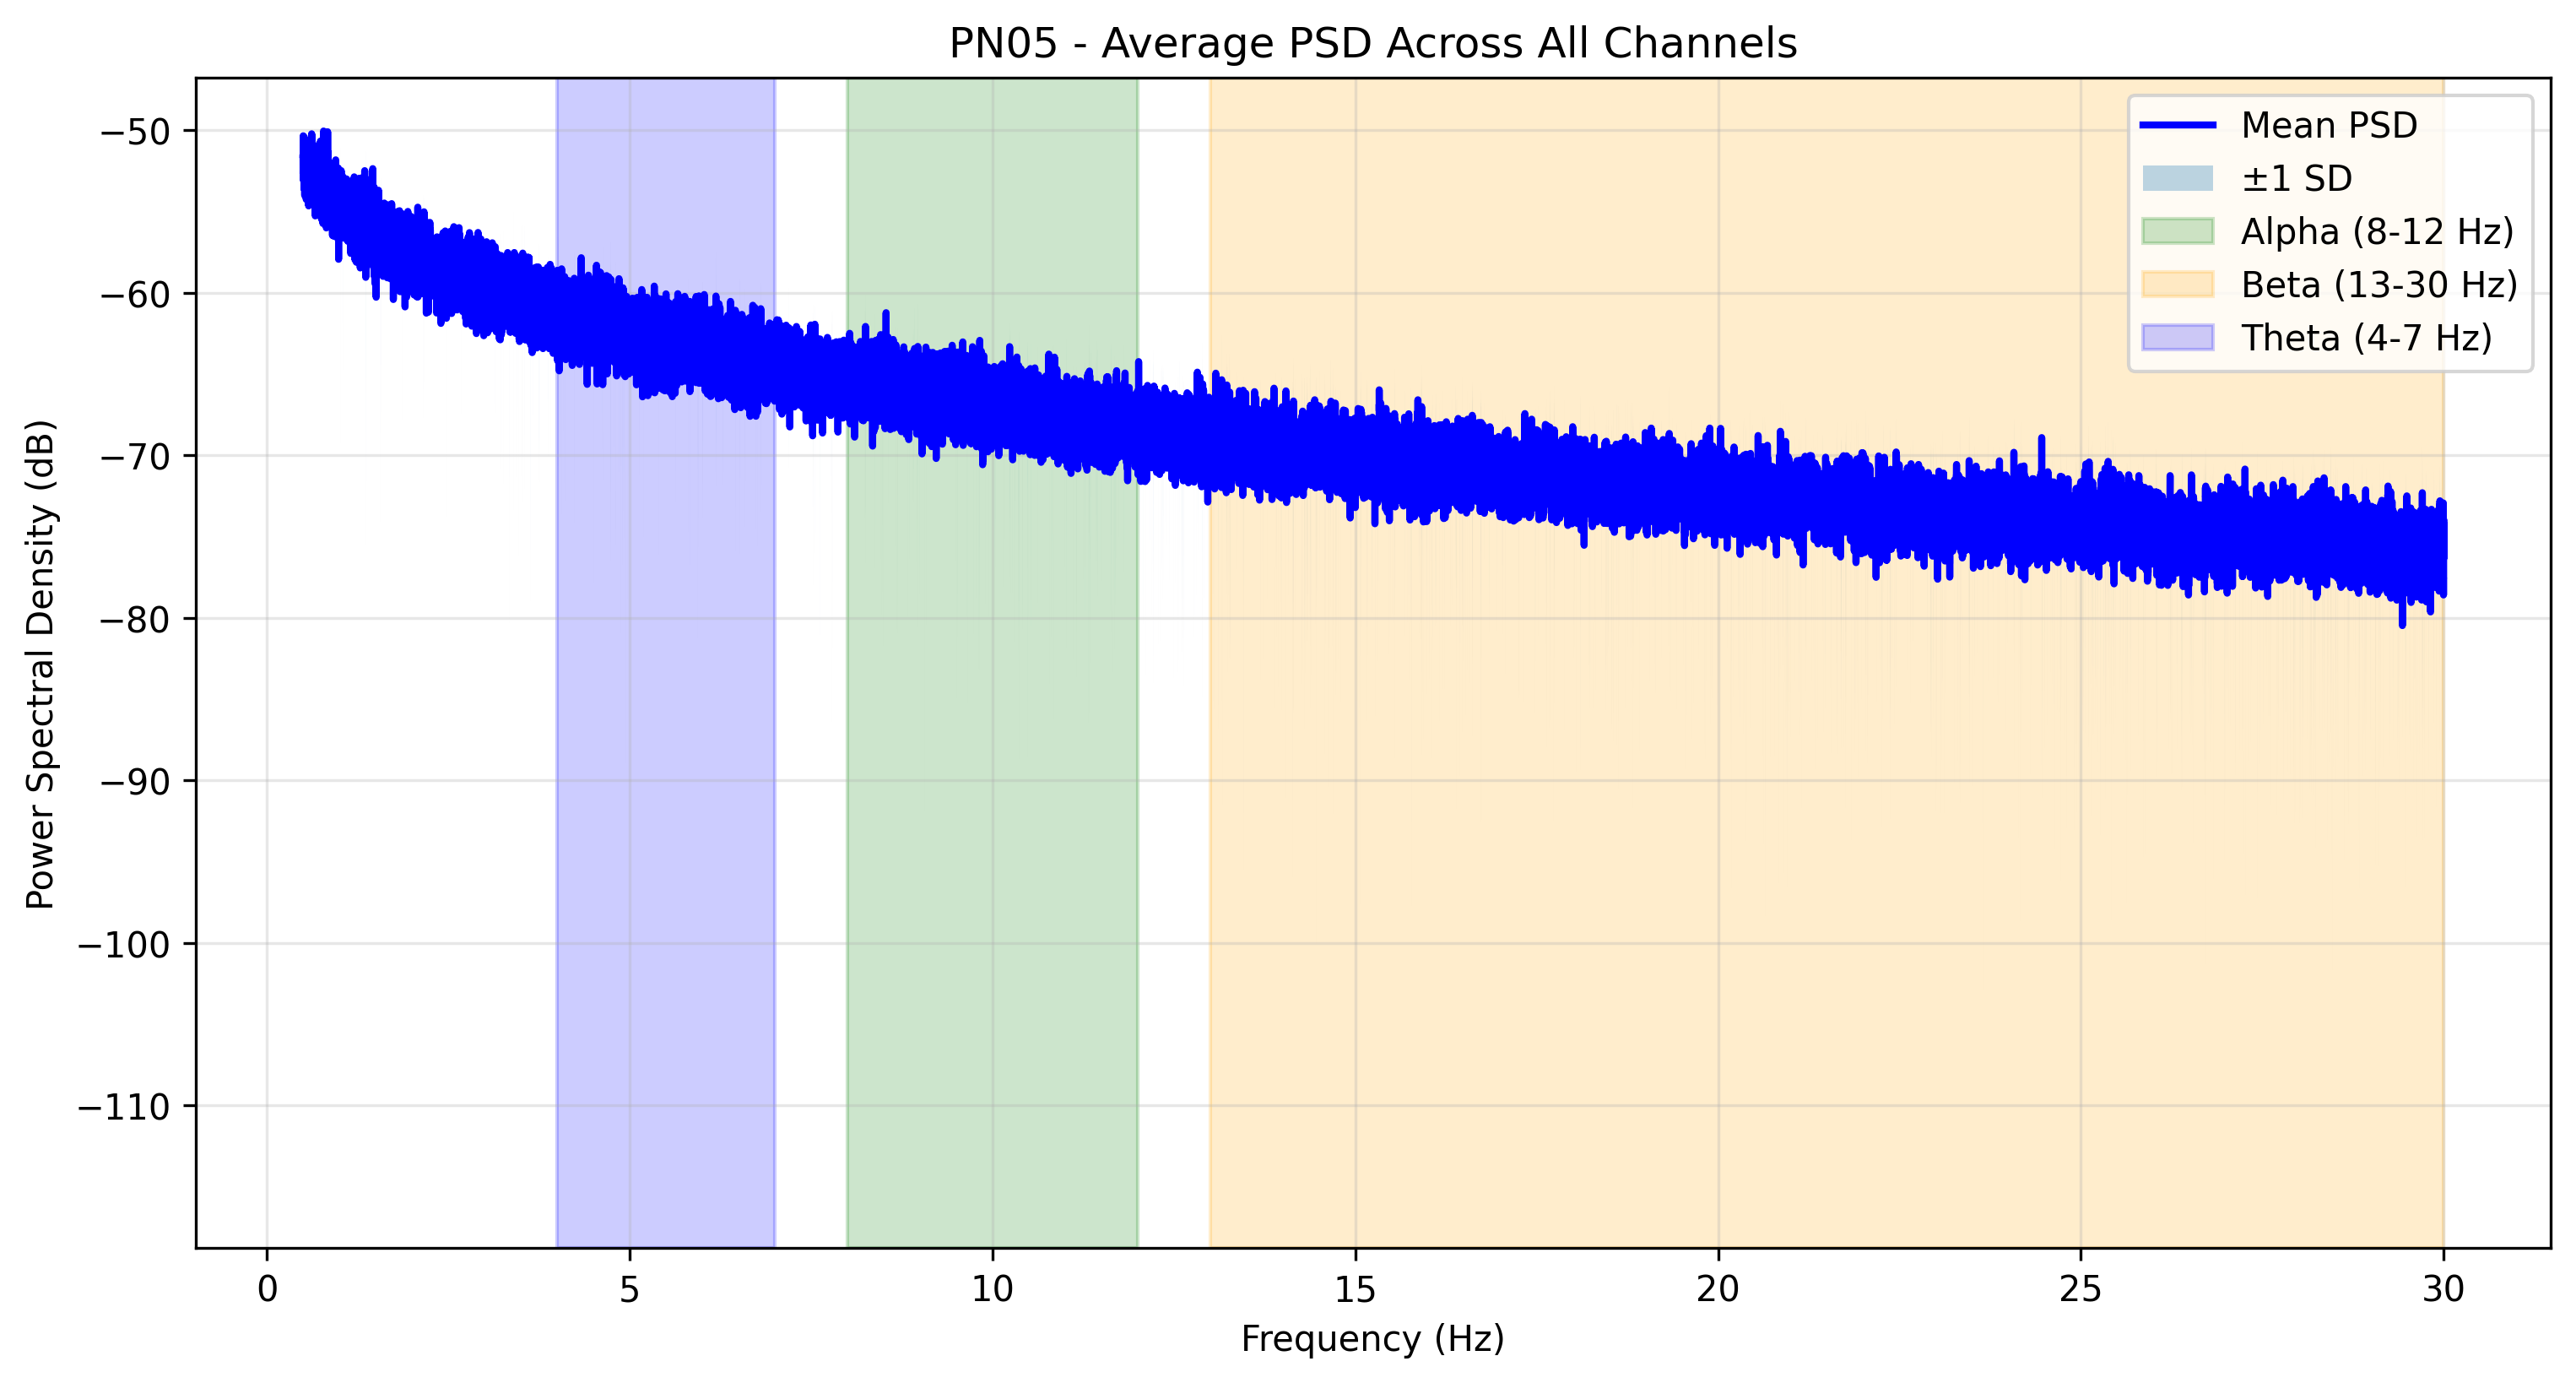 PN05 - Average PSD Across All Channels
Power Spectral Density (dB)
−50
−60
−70
−80
−90
−100
−110
Mean PSD
±1 SD
Alpha (8-12 Hz)
Beta (13-30 Hz)
Theta (4-7 Hz)
0 5 10 15 20 25 30
Frequency (Hz)